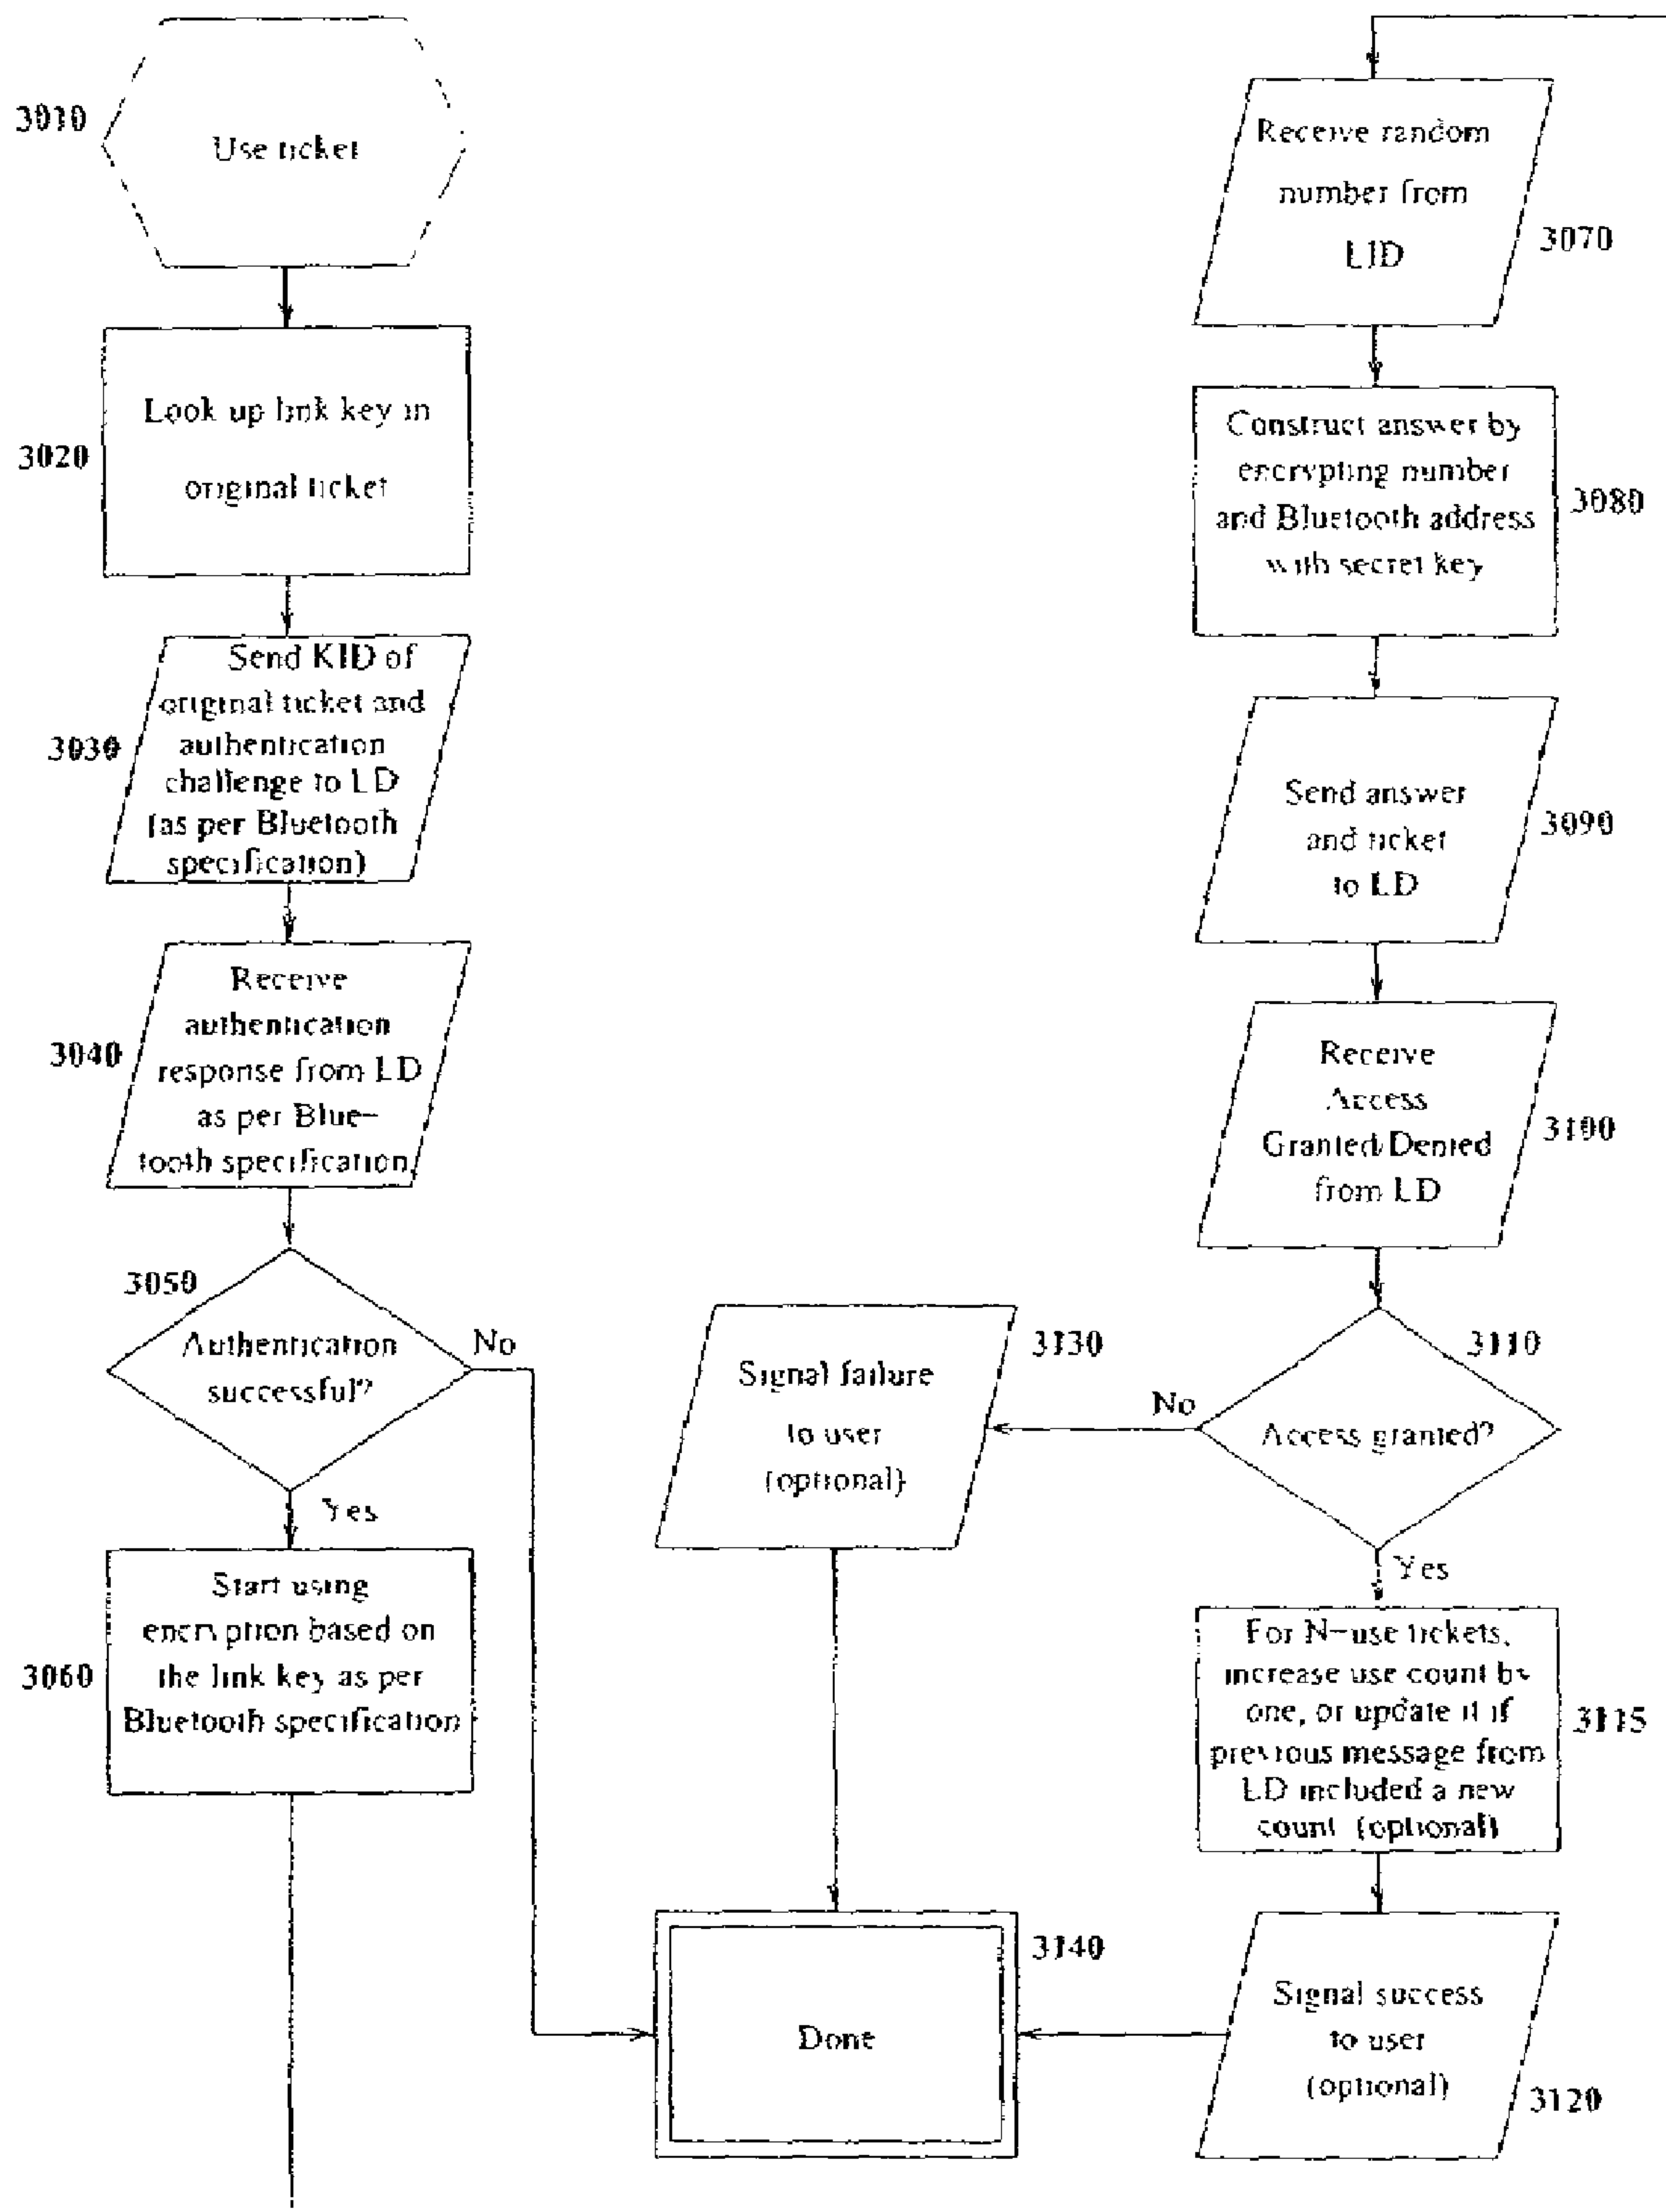 3010
Use ticket
3020
Look up link key in
original ticket
3030
Send KID of
original ticket and
authentication
challenge to LD
(as per Bluetooth
specification)
3040
Receive
authentication
response from LD
as per Blue-
tooth specification
3050
Authentication
successful?
No
Yes
3060
Start using
encryption based on
the link key as per
Bluetooth specification
Receive random
number from
LID
3070
Construct answer by
encrypting number
and Bluetooth address
with secret key
3080
Send answer
and ticket
to LD
3090
Receive
Access
Granted/Denied
from LD
3100
3110
Access granted?
No
Yes
3130
Signal failure
to user
(optional)
For N-use tickets,
increase use count by
one, or update it if
previous message from
LD included a new
count (optional)
3115
Signal success
to user
(optional)
3120
3140
Done